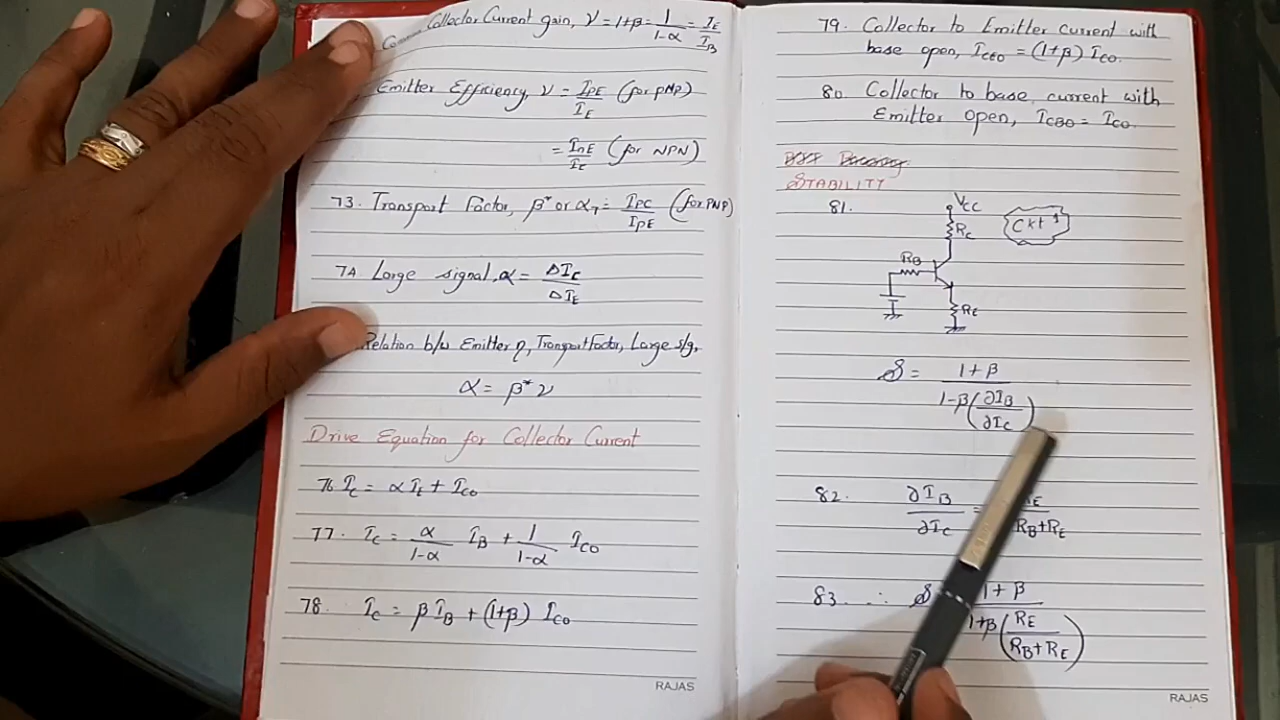 Collector Current gain, γ = 1+β = 1/(1-α) = I_E/I_B
Emitter Efficiency, γ = I_PE/I_E (for PNP)
= I_nE/I_E (for NPN)
73. Transport Factor, β* or α_T = I_PC/I_PE (for PNP)
74 Large signal, α = ΔI_C/ΔI_E
Relation b/w Emitter η, Transport Factor, Large s/g,
α = β* γ
Drive Equation for Collector Current
76 I_C = αI_E + I_CO
77. I_C = α/(1-α) I_B + 1/(1-α) I_CO
78. I_C = βI_B + (1+β) I_CO
RAJAS
79. Collector to Emitter current with
base open, I_CEO = (1+β) I_CO.
80. Collector to base current with
Emitter open, I_CBO = I_CO.
STABILITY
81.
V_CC
R_C
Ckt 1
R_B
R_E
S = (1+β)/(1-β(∂I_B/∂I_C))
82. ∂I_B/∂I_C = R_E/R_B+R_E
83. ∴ S 1+β/(1+β(R_E/(R_B+R_E)))
RAJAS